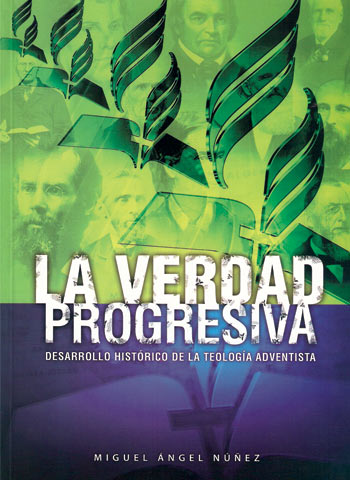 LA VERDAD
PROGRESIVA
DESARROLLO HISTÓRICO DE LA TEOLOGÍA ADVENTISTA
MIGUEL ÁNGEL NÚÑEZ